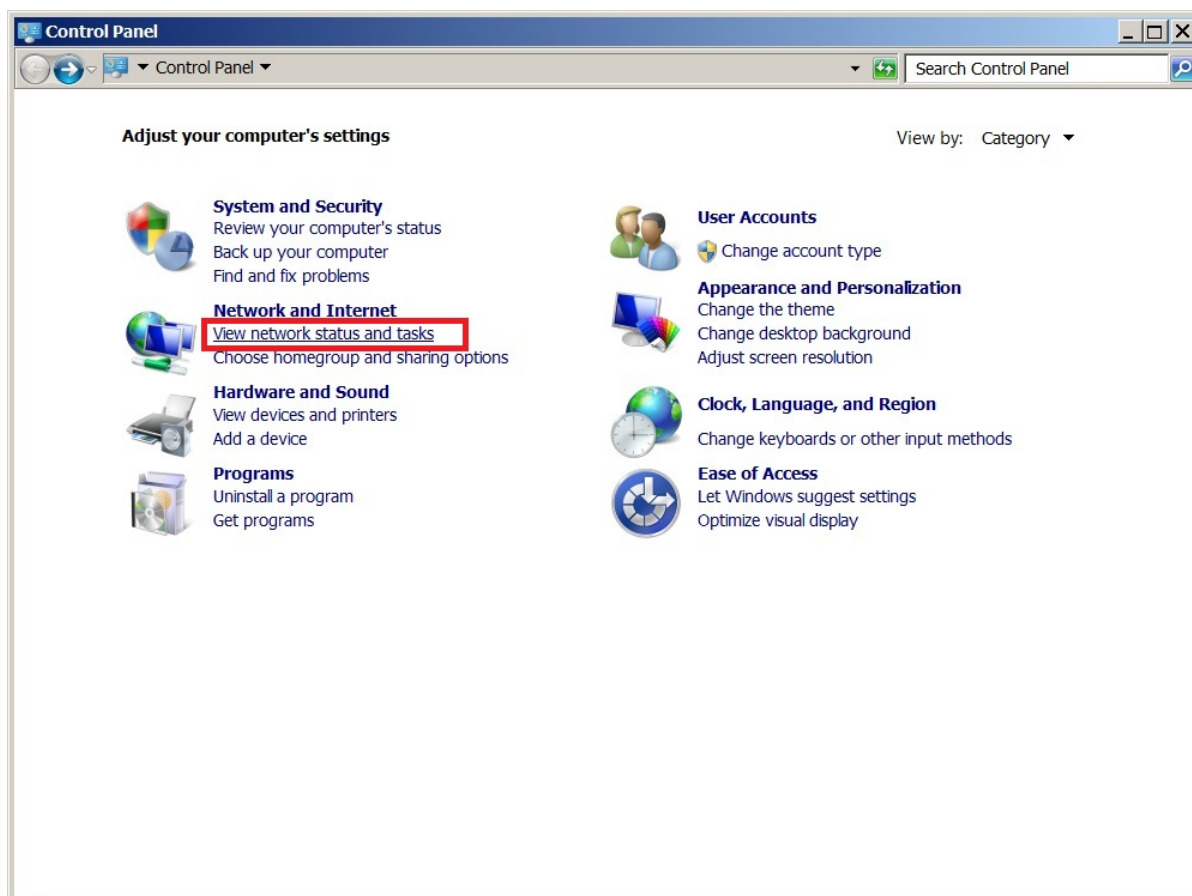 Control Panel
Control Panel
Search Control Panel
Adjust your computer's settings
View by: Category
System and Security
Review your computer's status
Back up your computer
Find and fix problems
Network and Internet
View network status and tasks
Choose homegroup and sharing options
Hardware and Sound
View devices and printers
Add a device
Programs
Uninstall a program
Get programs
User Accounts
Change account type
Appearance and Personalization
Change the theme
Change desktop background
Adjust screen resolution
Clock, Language, and Region
Change keyboards or other input methods
Ease of Access
Let Windows suggest settings
Optimize visual display